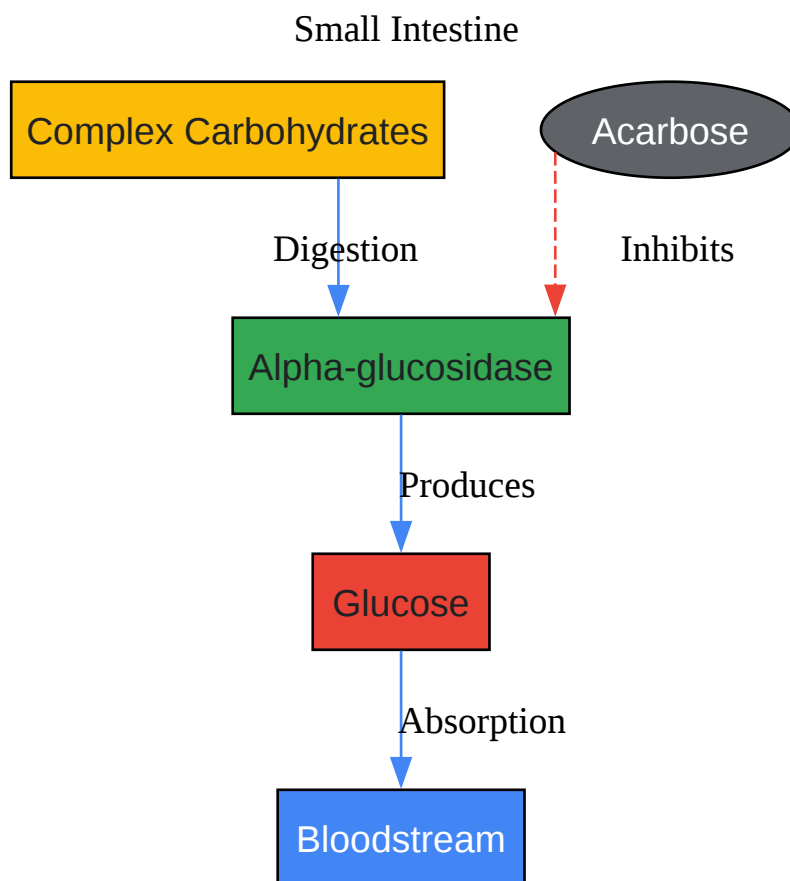 Small Intestine
Complex Carbohydrates
Acarbose
Digestion
Inhibits
Alpha-glucosidase
Produces
Glucose
Absorption
Bloodstream